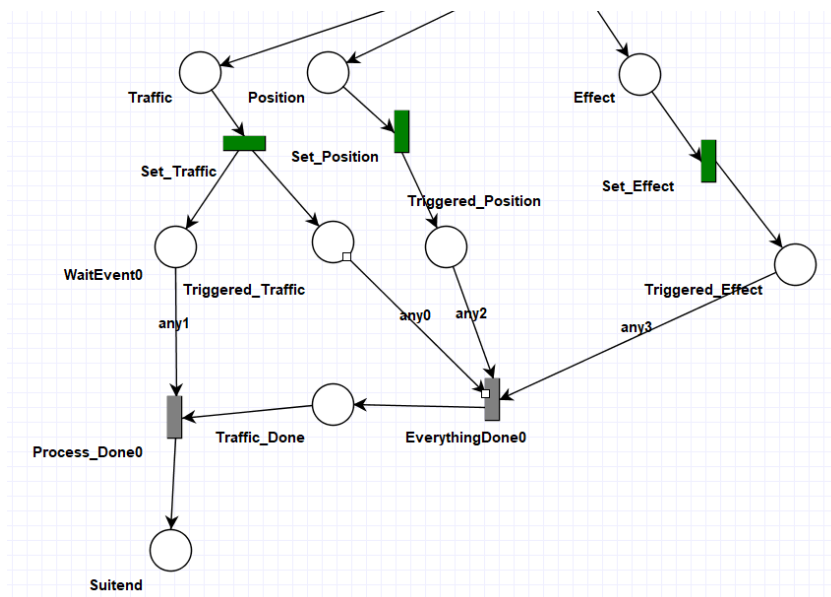 Traffic
Position
Effect
Set_Traffic
Set_Position
Set_Effect
Triggered_Position
WaitEvent0
Triggered_Traffic
Triggered_Effect
any1
any0
any2
any3
Process_Done0
Traffic_Done
EverythingDone0
Suitend